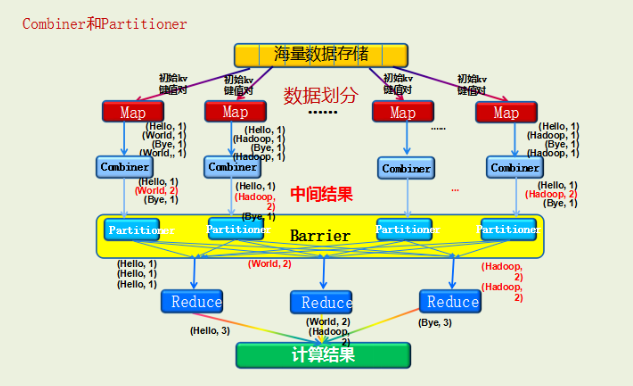 Combiner和Partitioner
海量数据存储
初始kv
键值对
初始kv
键值对
初始kv
键值对
初始kv
键值对
数据划分
Map
Map
······
Map
Map
(Hello, 1)
(World, 1)
(Bye, 1)
(World,, 1)
(Hello, 1)
(Hadoop, 1)
(Bye, 1)
(Hadoop, 1)
······
(Hello, 1)
(Hadoop, 1)
(Bye, 1)
(Hadoop, 1)
Combiner
Combiner
Combiner
Combiner
(Hello, 1)
(World, 2)
(Bye, 1)
(Hello, 1)
(Hadoop,
2)
(Bye, 1)
中间结果
...
(Hello, 1)
(Hadoop, 2)
(Bye, 1)
Partitioner
Partitioner
Barrier
Partitioner
Partitioner
(Hello, 1)
(Hello, 1)
(Hello, 1)
(World, 2)
(Hadoop,
2)
(Hadoop,
2)
Reduce
Reduce
Reduce
(Hello, 3)
(World, 2)
(Hadoop,
2)
(Bye, 3)
计算结果